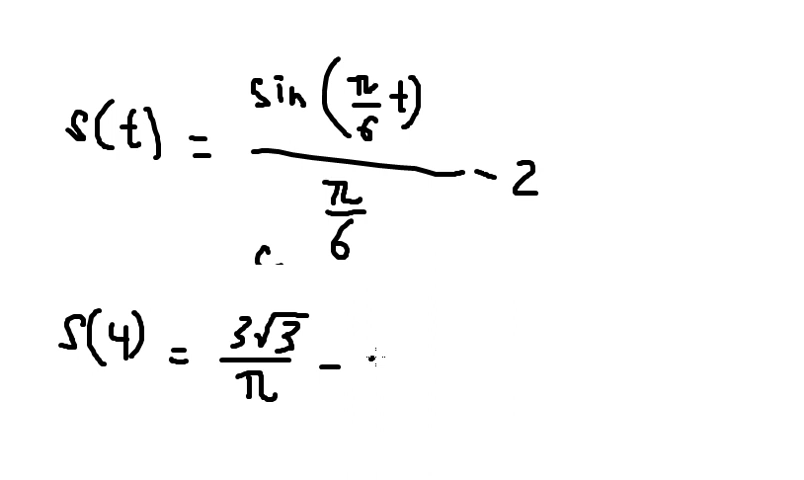 s(t) = sin(π/6 t) / (π/6) - 2
s(4) = 3√3/π -